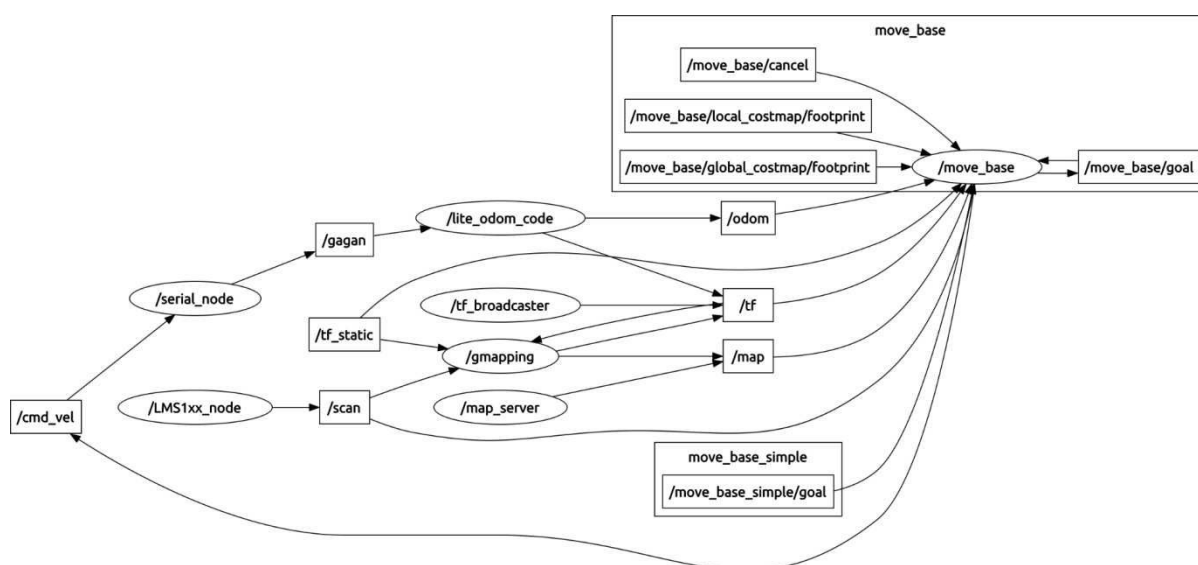 move_base
/move_base/cancel
/move_base/local_costmap/footprint
/move_base/global_costmap/footprint
/move_base
/move_base/goal
/lite_odom_code
/odom
/gagan
/serial_node
/tf_broadcaster
/tf
/tf_static
/gmapping
/map
/cmd_vel
/LMS1xx_node
/scan
/map_server
move_base_simple
/move_base_simple/goal